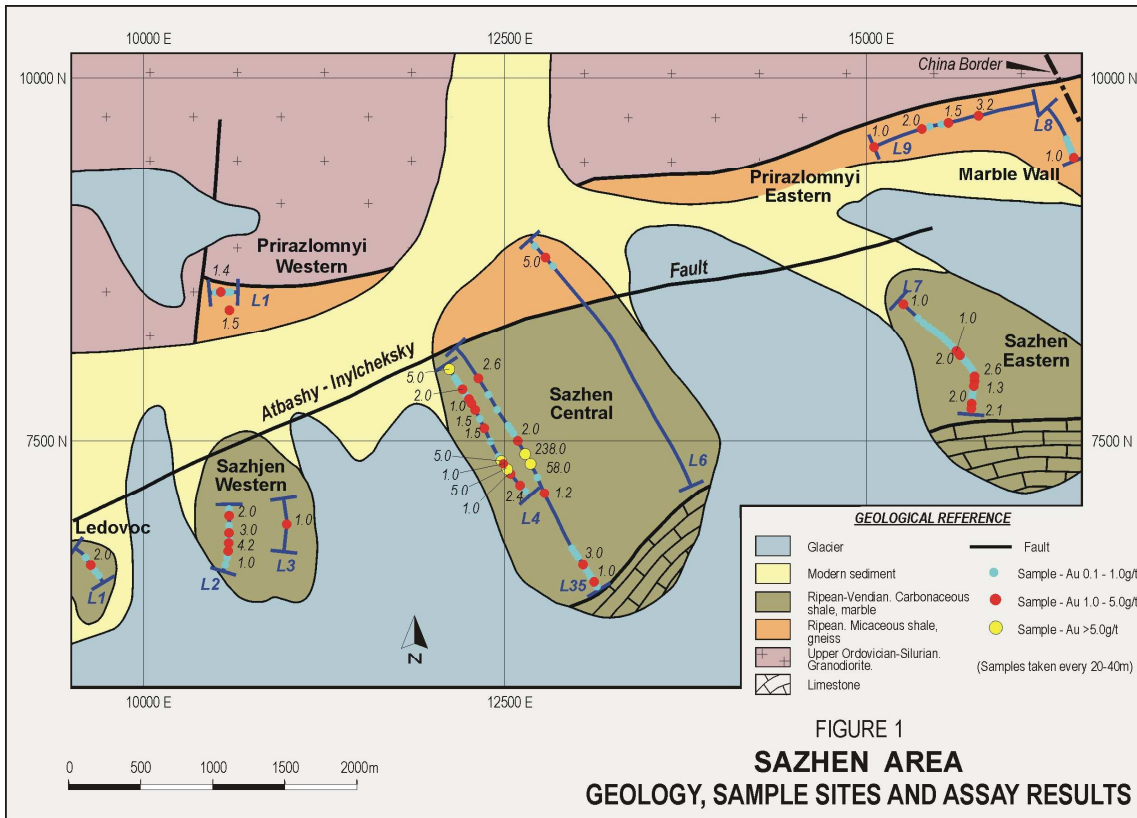 10000 E
12500 E
15000 E
10000 N
10000 N
China Border
3.2
1.5
2.0
1.0
L8
L9
1.0
Prirazlomnyi
Eastern
Marble Wall
Prirazlomnyi
Western
1.4
L1
1.5
5.0
Fault
L7
1.0
1.0
2.0
Sazhen
Eastern
2.6
1.3
2.0
2.1
Atbashy - Inylcheksky
5.0
2.6
2.0
1.0
1.5
1.5
Sazhen
Central
2.0
238.0
58.0
5.0
1.0
5.0
1.0
2.4
1.2
L4
L6
7500 N
7500 N
Sazhjen
Western
2.0
3.0
4.2
1.0
1.0
L2
L3
Ledovoc
2.0
L1
3.0
1.0
L35
N
10000 E
12500 E
GEOLOGICAL REFERENCE
Glacier
Modern sediment
Ripean-Vendian. Carbonaceous
shale, marble
Ripean. Micaceous shale,
gneiss
Upper Ordovician-Silurian.
Granodiorite.
Limestone
Fault
Sample - Au 0.1 - 1.0g/t
Sample - Au 1.0 - 5.0g/t
Sample - Au >5.0g/t
(Samples taken every 20-40m)
0 500 1000 1500 2000m
FIGURE 1
SAZHEN AREA
GEOLOGY, SAMPLE SITES AND ASSAY RESULTS